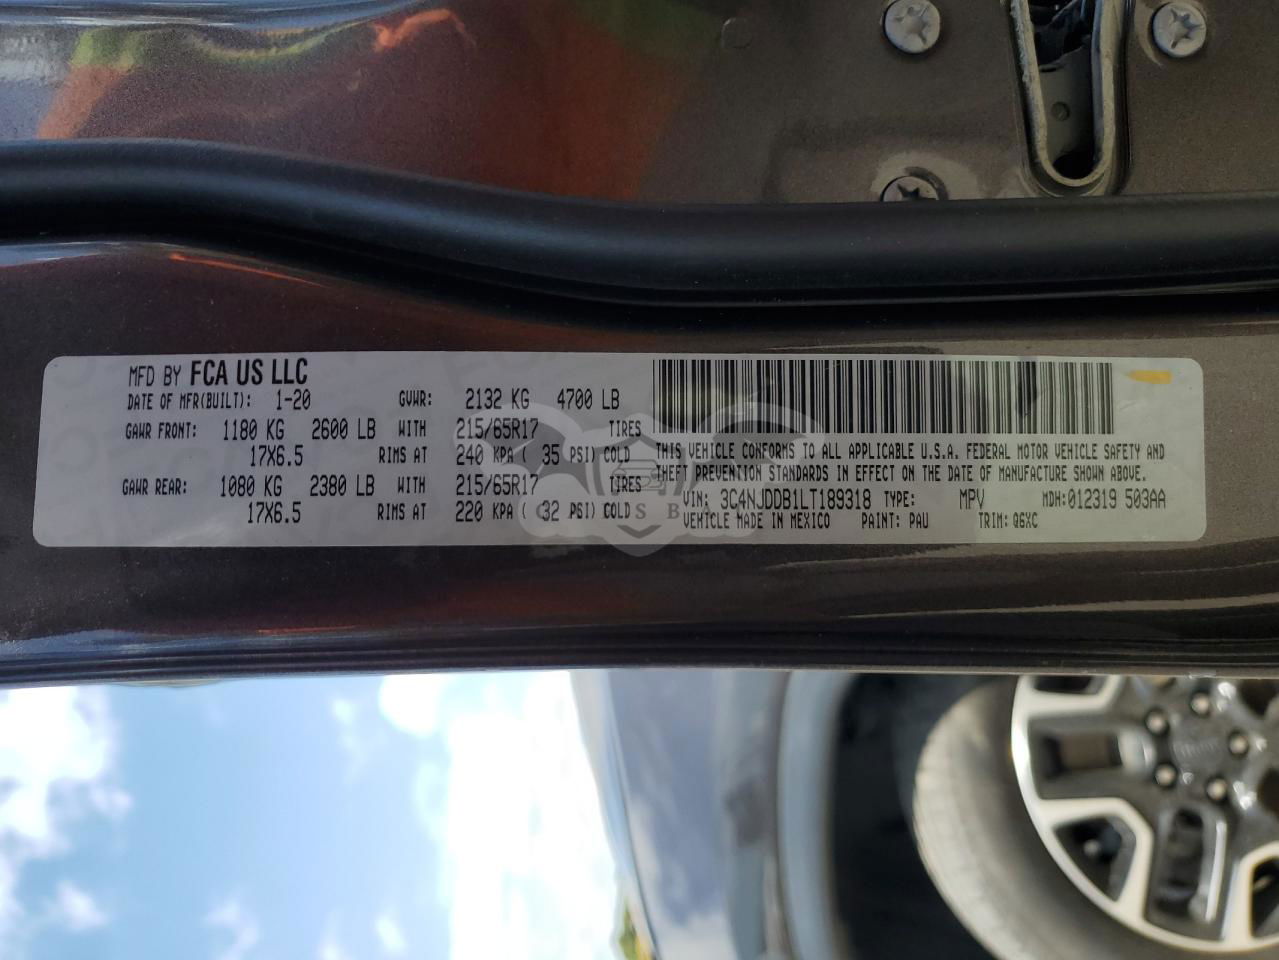 MFD BY FCA US LLC
DATE OF MFR(BUILT): 1-20 GVWR: 2132 KG 4700 LB
GAWR FRONT: 1180 KG 2600 LB WITH 215/65R17 TIRES
17X6.5 RIMS AT 240 KPA ( 35 PSI) COLD
GAWR REAR: 1080 KG 2380 LB WITH 215/65R17 TIRES
17X6.5 RIMS AT 220 KPA ( 32 PSI) COLD
THIS VEHICLE CONFORMS TO ALL APPLICABLE U.S.A. FEDERAL MOTOR VEHICLE SAFETY AND
THEFT PREVENTION STANDARDS IN EFFECT ON THE DATE OF MANUFACTURE SHOWN ABOVE.
VIN: 3C4NJDDB1LT189318 TYPE: MPV MDH:012319 503AA
VEHICLE MADE IN MEXICO PAINT: PAU TRIM: Q6XC